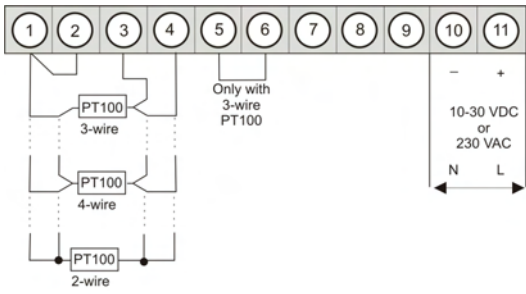 1 2 3 4 5 6 7 8 9 10 11
PT100
3-wire
Only with
3-wire
PT100
– +
10-30 VDC
or
230 VAC
N L
PT100
4-wire
PT100
2-wire